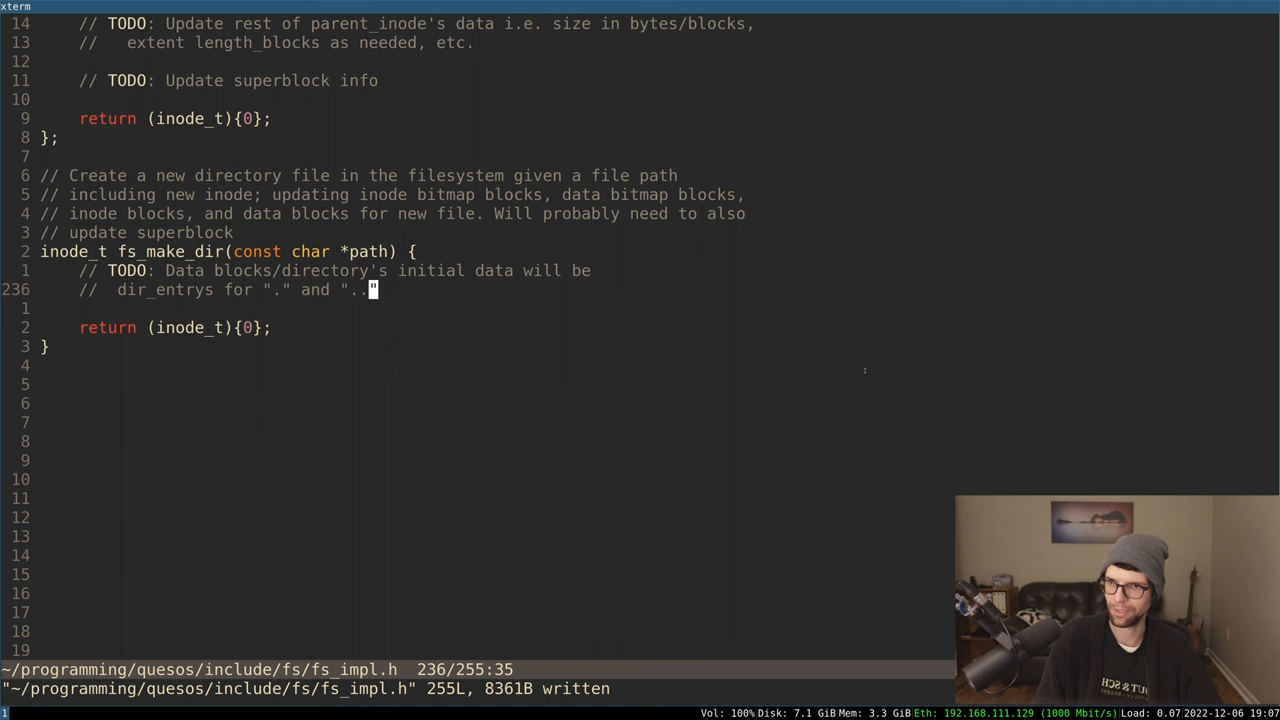 xterm
14     // TODO: Update rest of parent_inode's data i.e. size in bytes/blocks,
13     //   extent length_blocks as needed, etc.
12
11     // TODO: Update superblock info
10
9     return (inode_t){0};
8 };
7
6 // Create a new directory file in the filesystem given a file path
5 // including new inode; updating inode bitmap blocks, data bitmap blocks,
4 // inode blocks, and data blocks for new file. Will probably need to also
3 // update superblock
2 inode_t fs_make_dir(const char *path) {
1     // TODO: Data blocks/directory's initial data will be
236     //  dir_entrys for "." and ".."
1
2     return (inode_t){0};
3 }
4
5
6
7
8
9
10
11
12
13
14
15
16
17
18
19
~/programming/quesos/include/fs/fs_impl.h  236/255:35
"~/programming/quesos/include/fs/fs_impl.h" 255L, 8361B written
1 Vol: 100% Disk: 7.1 GiB Mem: 3.3 GiB Eth: 192.168.111.129 (1000 Mbit/s) Load: 0.07 2022-12-06 19:07